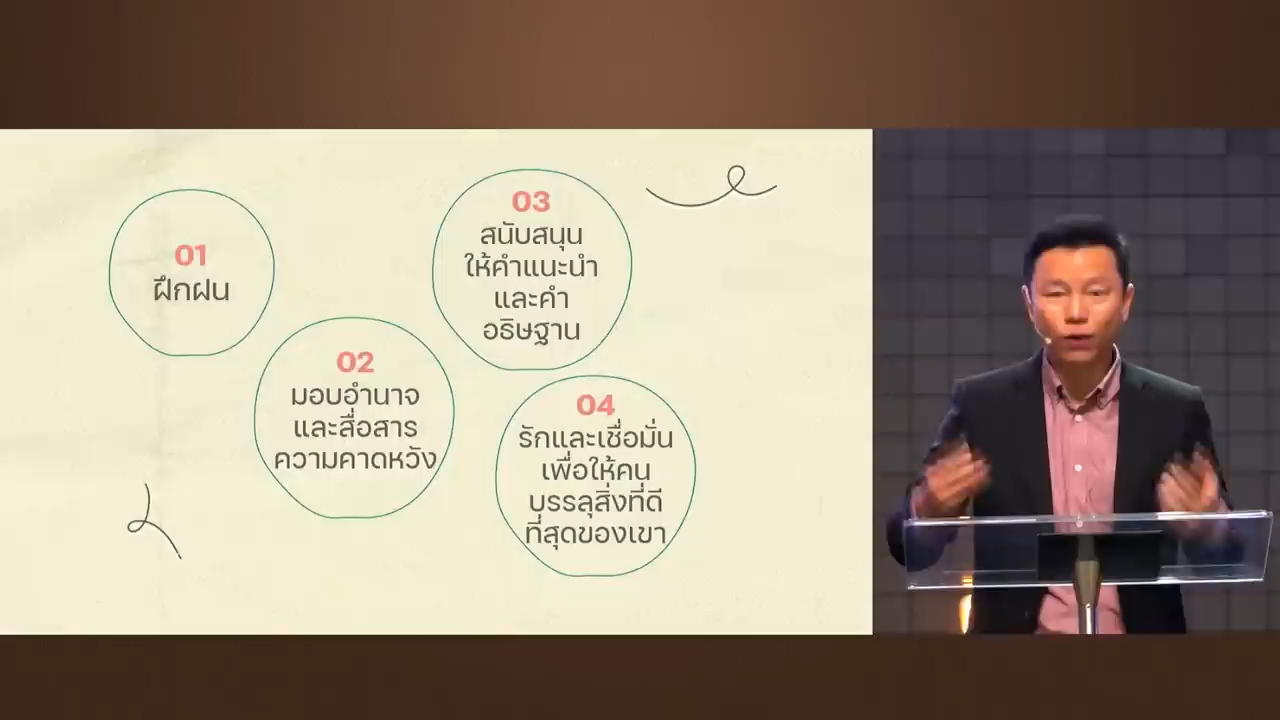 01
ฝึกฝน
02
มอบอำนาจ
และสื่อสาร
ความคาดหวัง
03
สนับสนุน
ให้คำแนะนำ
และคำ
อธิษฐาน
04
รักและเชื่อมั่น
เพื่อให้คน
บรรลุสิ่งที่ดี
ที่สุดของเขา